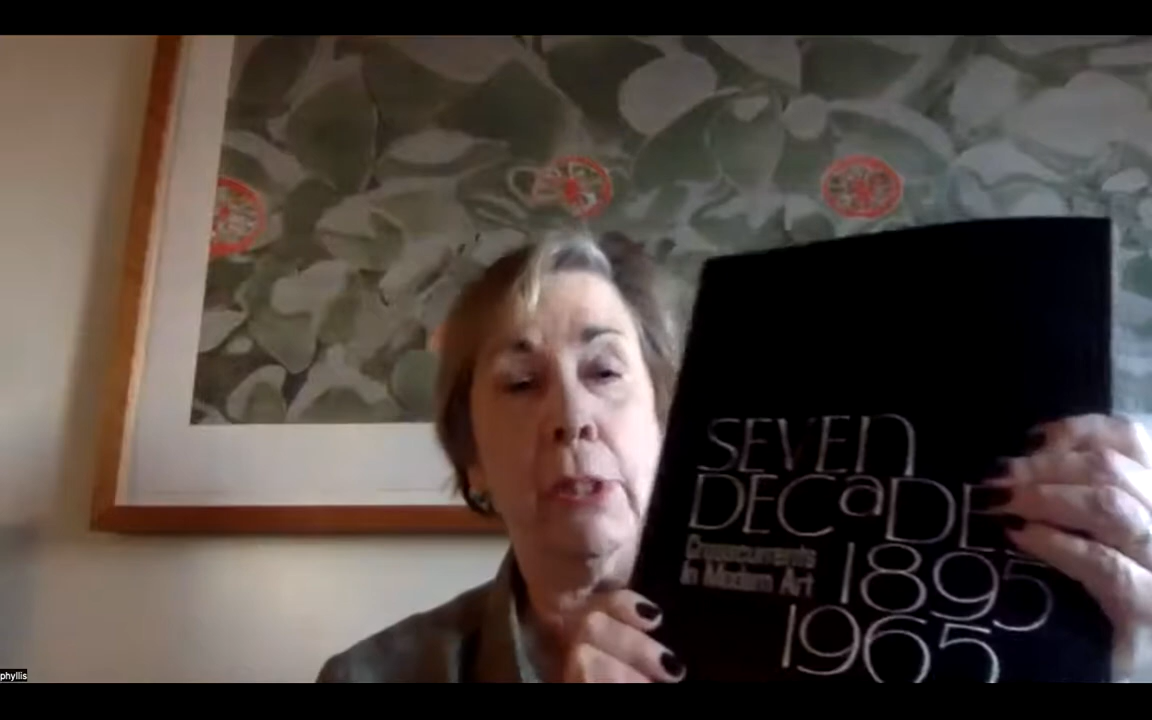 SEVEN
DECaDES
Crosscurrents
in Modern Art
1895
1965
phyllis